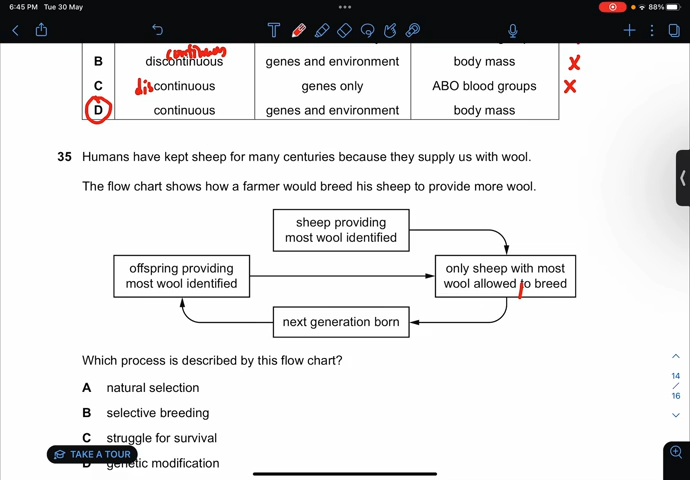 6:45 PM Tue 30 May
88%
continuous
B discontinuous genes and environment body mass
C discontinuous genes only ABO blood groups
D continuous genes and environment body mass
35 Humans have kept sheep for many centuries because they supply us with wool.
The flow chart shows how a farmer would breed his sheep to provide more wool.
sheep providing
most wool identified
offspring providing
most wool identified
only sheep with most
wool allowed to breed
next generation born
Which process is described by this flow chart?
A natural selection
B selective breeding
C struggle for survival
D genetic modification
TAKE A TOUR
14
/
16